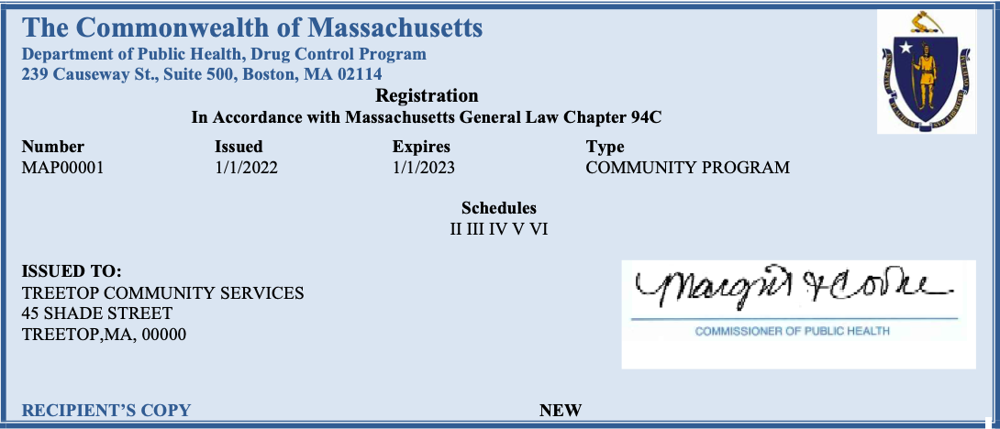 The Commonwealth of Massachusetts
Department of Public Health, Drug Control Program
239 Causeway St., Suite 500, Boston, MA 02114
Registration
In Accordance with Massachusetts General Law Chapter 94C
Number Issued Expires Type
MAP00001 1/1/2022 1/1/2023 COMMUNITY PROGRAM
Schedules
II III IV V VI
ISSUED TO:
TREETOP COMMUNITY SERVICES
45 SHADE STREET
TREETOP,MA, 00000
COMMISSIONER OF PUBLIC HEALTH
RECIPIENT'S COPY NEW